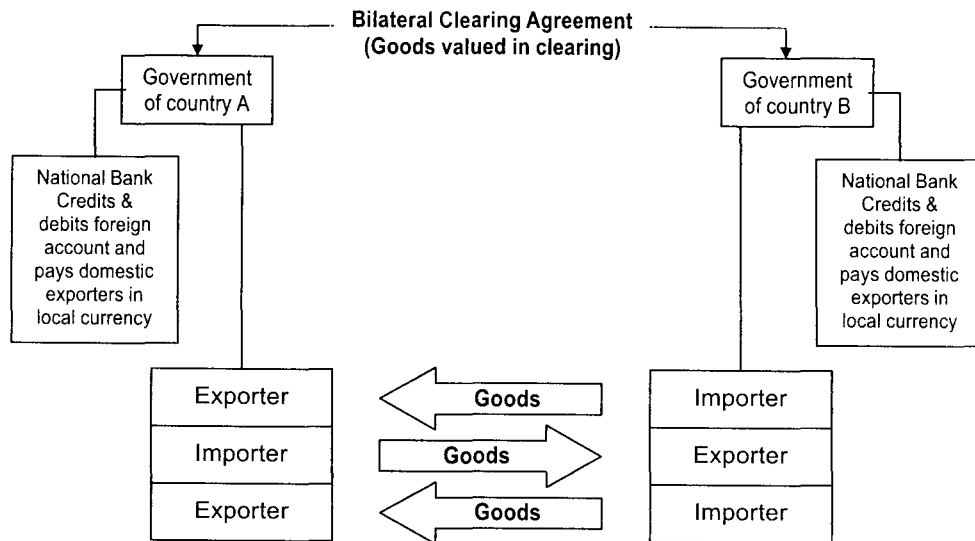 Bilateral Clearing Agreement
(Goods valued in clearing)
Government
of country A
Government
of country B
National Bank
Credits &
debits foreign
account and
pays domestic
exporters in
local currency
National Bank
Credits &
debits foreign
account and
pays domestic
exporters in
local currency
Exporter
Goods
Importer
Importer
Goods
Exporter
Exporter
Goods
Importer